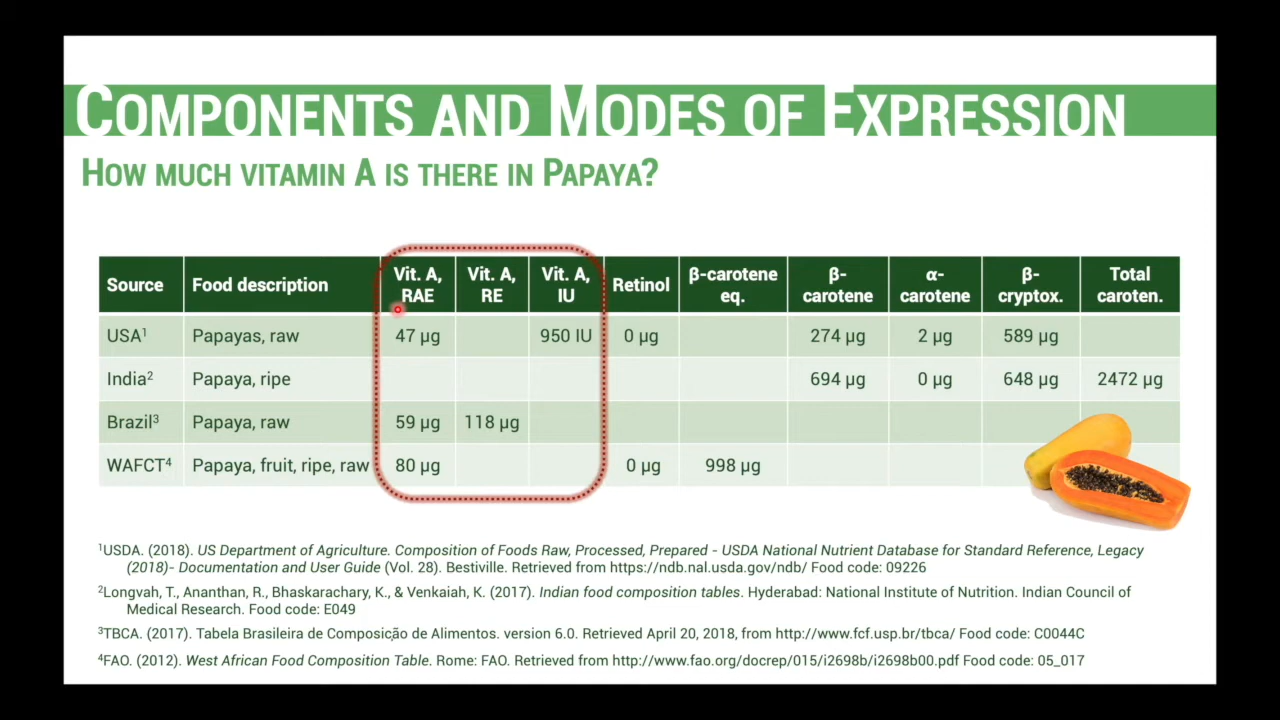 COMPONENTS AND MODES OF EXPRESSION
HOW MUCH VITAMIN A IS THERE IN PAPAYA?
Source Food description Vit. A, RAE Vit. A, RE Vit. A, IU Retinol β-carotene eq. β-carotene α-carotene β-cryptox. Total caroten.
USA¹ Papayas, raw 47 µg 950 IU 0 µg 274 µg 2 µg 589 µg
India² Papaya, ripe 694 µg 0 µg 648 µg 2472 µg
Brazil³ Papaya, raw 59 µg 118 µg
WAFCT⁴ Papaya, fruit, ripe, raw 80 µg 0 µg 998 µg
¹USDA. (2018). US Department of Agriculture. Composition of Foods Raw, Processed, Prepared - USDA National Nutrient Database for Standard Reference, Legacy
(2018)- Documentation and User Guide (Vol. 28). Bestiville. Retrieved from https://ndb.nal.usda.gov/ndb/ Food code: 09226
²Longvah, T., Ananthan, R., Bhaskarachary, K., & Venkaiah, K. (2017). Indian food composition tables. Hyderabad: National Institute of Nutrition. Indian Council of
Medical Research. Food code: E049
³TBCA. (2017). Tabela Brasileira de Composição de Alimentos. version 6.0. Retrieved April 20, 2018, from http://www.fcf.usp.br/tbca/ Food code: C0044C
⁴FAO. (2012). West African Food Composition Table. Rome: FAO. Retrieved from http://www.fao.org/docrep/015/i2698b/i2698b00.pdf Food code: 05_017